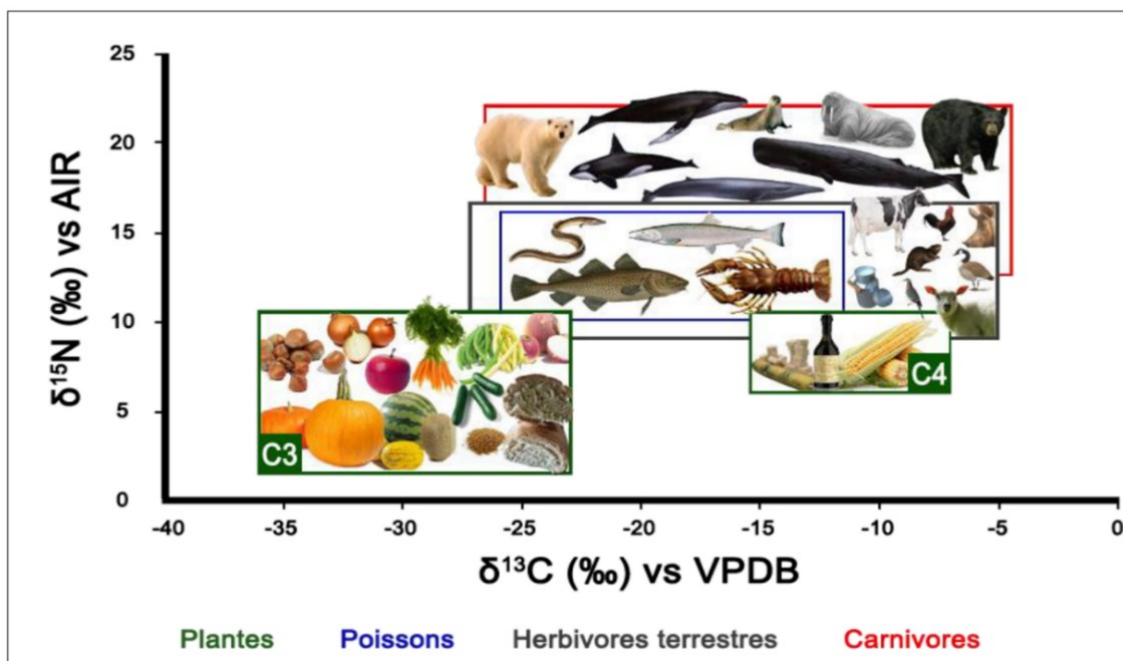 25
20
15
10
5
0
δ¹⁵N (‰) vs AIR
C3
C4
-40 -35 -30 -25 -20 -15 -10 -5 0
δ¹³C (‰) vs VPDB
Plantes Poissons Herbivores terrestres Carnivores